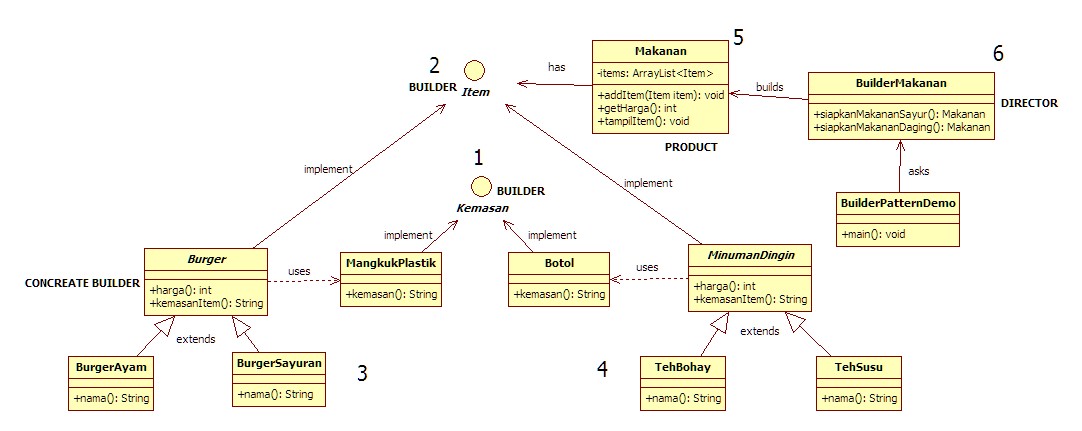 5
Makanan
-items: ArrayList<Item>
+addItem(Item item): void
+getHarga(): int
+tampilItem(): void
PRODUCT
has
2
BUILDER
Item
builds
6
BuilderMakanan
+siapkanMakananSayur(): Makanan
+siapkanMakananDaging(): Makanan
DIRECTOR
asks
BuilderPatternDemo
+main(): void
implement
implement
1
BUILDER
Kemasan
implement
implement
CONCREATE BUILDER
Burger
+harga(): int
+kemasanItem(): String
uses
MangkukPlastik
+kemasan(): String
Botol
+kemasan(): String
uses
MinumanDingin
+harga(): int
+kemasanItem(): String
extends
extends
BurgerAyam
+nama(): String
BurgerSayuran
+nama(): String
3
4
TehBohay
+nama(): String
TehSusu
+nama(): String